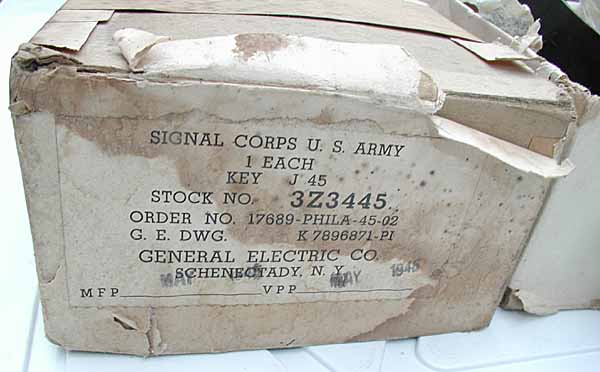 SIGNAL CORPS U. S. ARMY
1 EACH
KEY J 45
STOCK NO. 3Z3445
ORDER NO. 17689-PHILA-45-02
G. E. DWG. K 7896871-PI
GENERAL ELECTRIC CO.
SCHENECTADY, N. Y.
MAY 1945 MAY 1945
MFP VPP